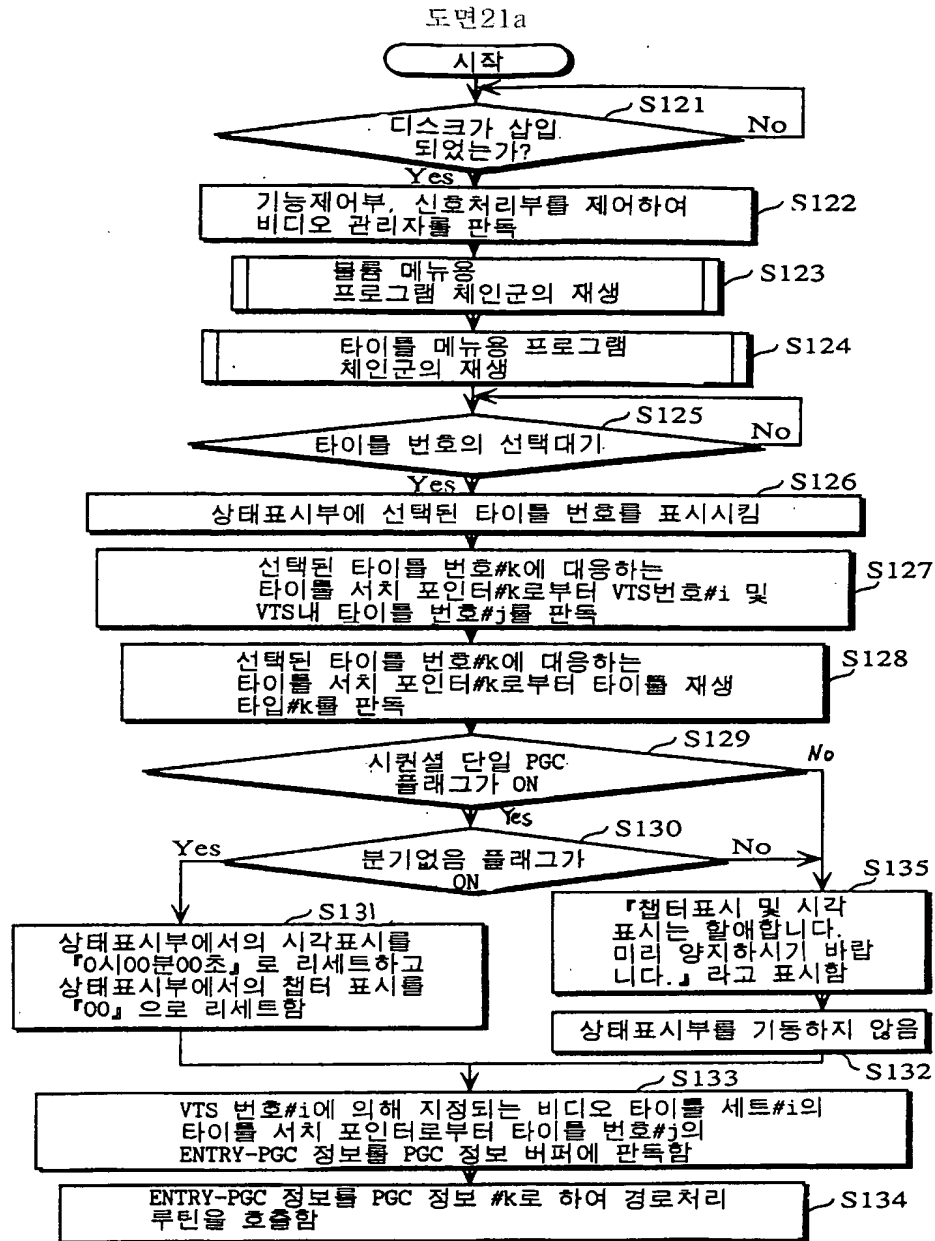 도면21a
시작
S121
디스크가 삽입
되었는가?
No
Yes
기능제어부, 신호처리부를 제어하여
비디오 관리자를 판독
S122
볼륨 메뉴용
프로그램 체인군의 재생
S123
타이틀 메뉴용 프로그램
체인군의 재생
S124
S125
타이틀 번호의 선택대기
No
Yes
S126
상태표시부에 선택된 타이틀 번호를 표시시킴
선택된 타이틀 번호#k에 대응하는
타이틀 서치 포인터#k로부터 VTS번호#i 및
VTS내 타이틀 번호#j를 판독
S127
선택된 타이틀 번호#k에 대응하는
타이틀 서치 포인터#k로부터 타이틀 재생
타입#k를 판독
S128
S129
시퀀셜 단일 PGC
플래그가 ON
No
Yes
S130
분기없음 플래그가
ON
Yes
No
S131
상태표시부에서의 시각표시를
『0시00분00초』로 리세트하고
상태표시부에서의 챕터 표시를
『00』으로 리세트함
S135
『챕터표시 및 시각
표시는 할애합니다.
미리 양지하시기 바랍
니다.』라고 표시함
상태표시부를 기동하지 않음
S132
S133
VTS 번호#i에 의해 지정되는 비디오 타이틀 세트#i의
타이틀 서치 포인터로부터 타이틀 번호#j의
ENTRY-PGC 정보를 PGC 정보 버퍼에 판독함
ENTRY-PGC 정보를 PGC 정보 #k로 하여 경로처리
루틴을 호출함
S134